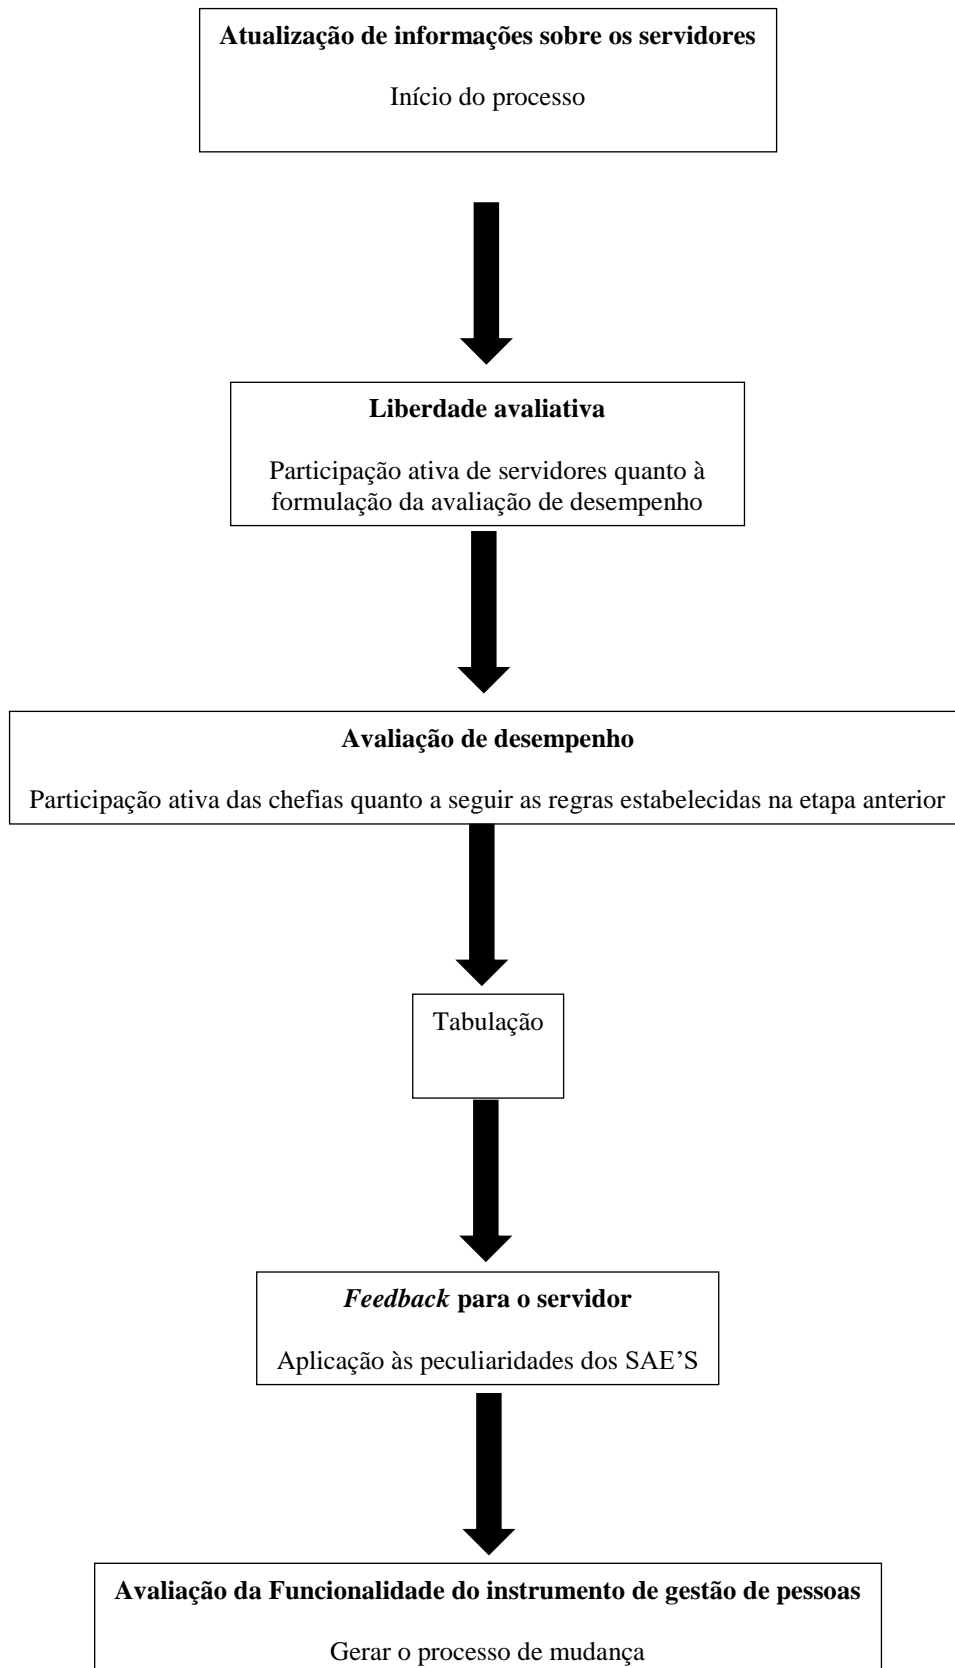 Atualização de informações sobre os servidores
Início do processo
Liberdade avaliativa
Participação ativa de servidores quanto à
formulação da avaliação de desempenho
Avaliação de desempenho
Participação ativa das chefias quanto a seguir as regras estabelecidas na etapa anterior
Tabulação
Feedback para o servidor
Aplicação às peculiaridades dos SAE’S
Avaliação da Funcionalidade do instrumento de gestão de pessoas
Gerar o processo de mudança